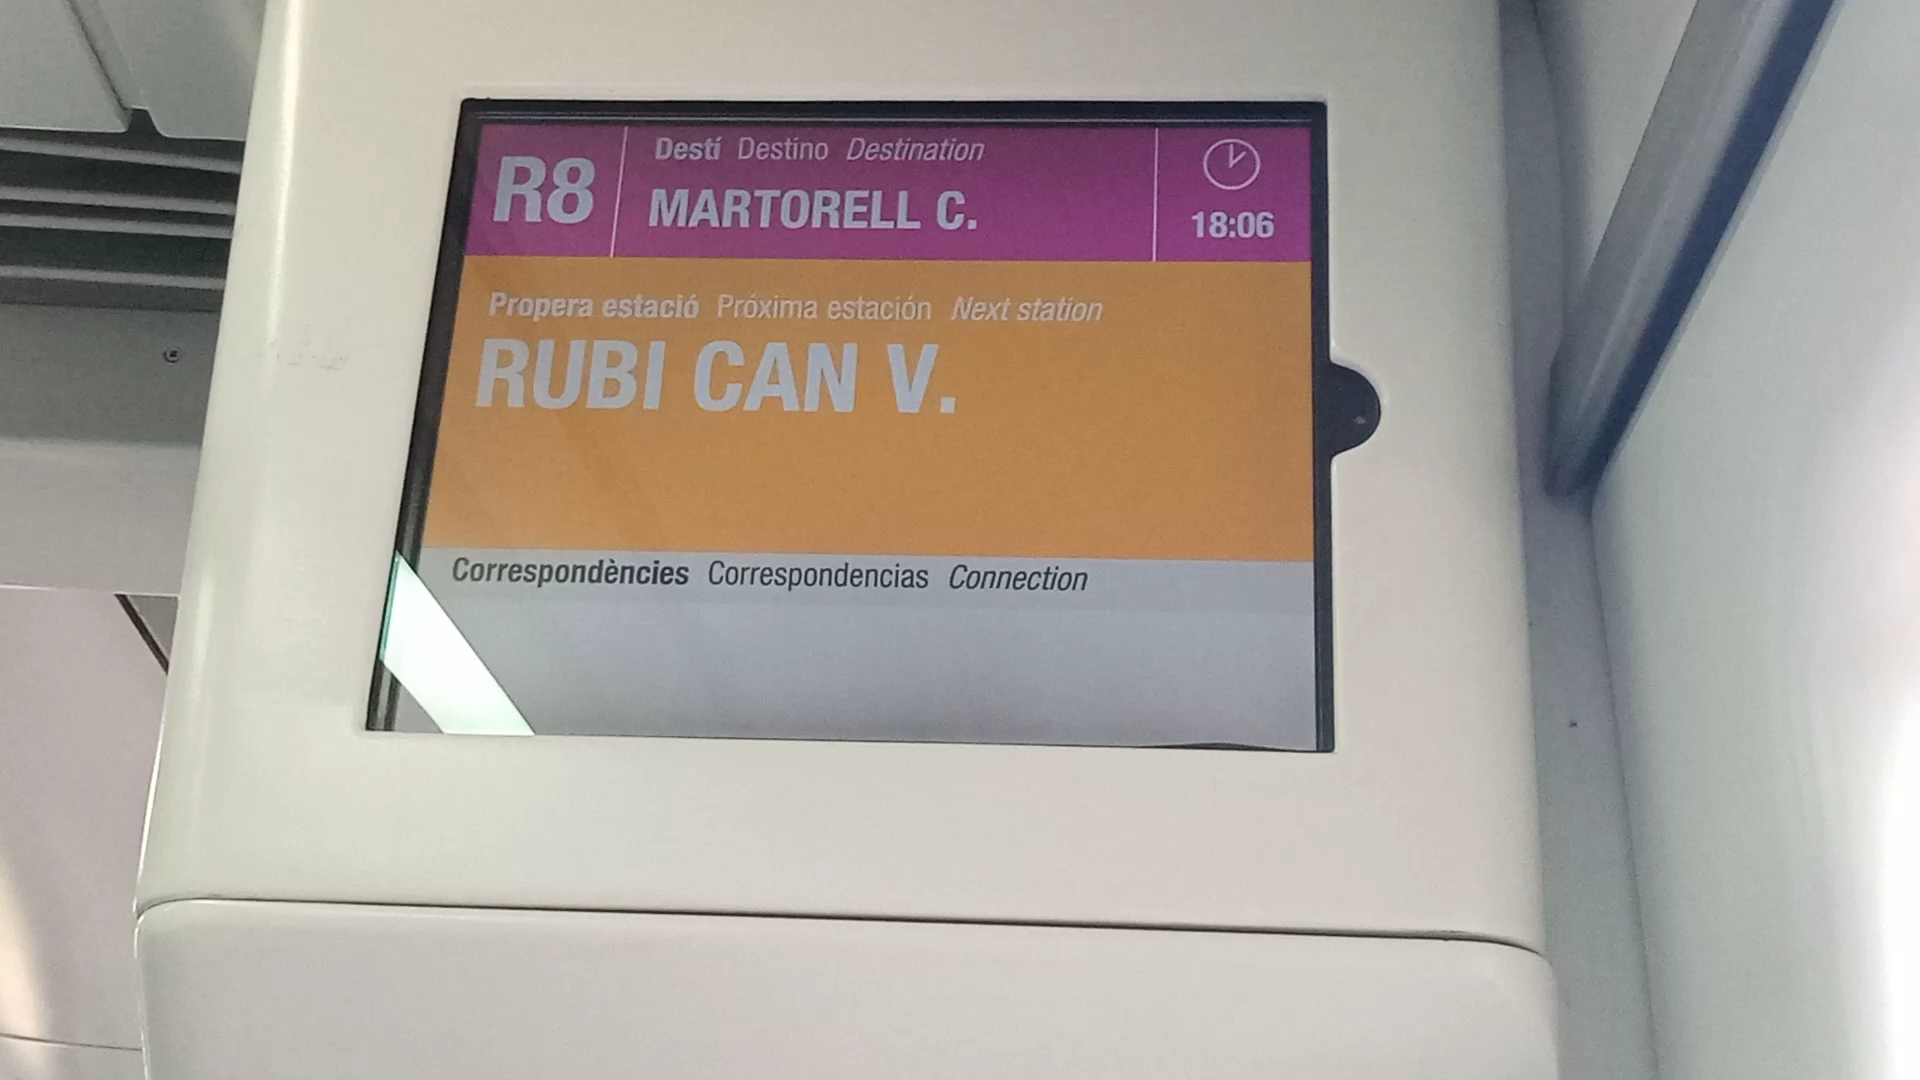 R8
Destí Destino Destination
MARTORELL C.
18:06
Propera estació Próxima estación Next station
RUBI CAN V.
Correspondències Correspondencias Connection